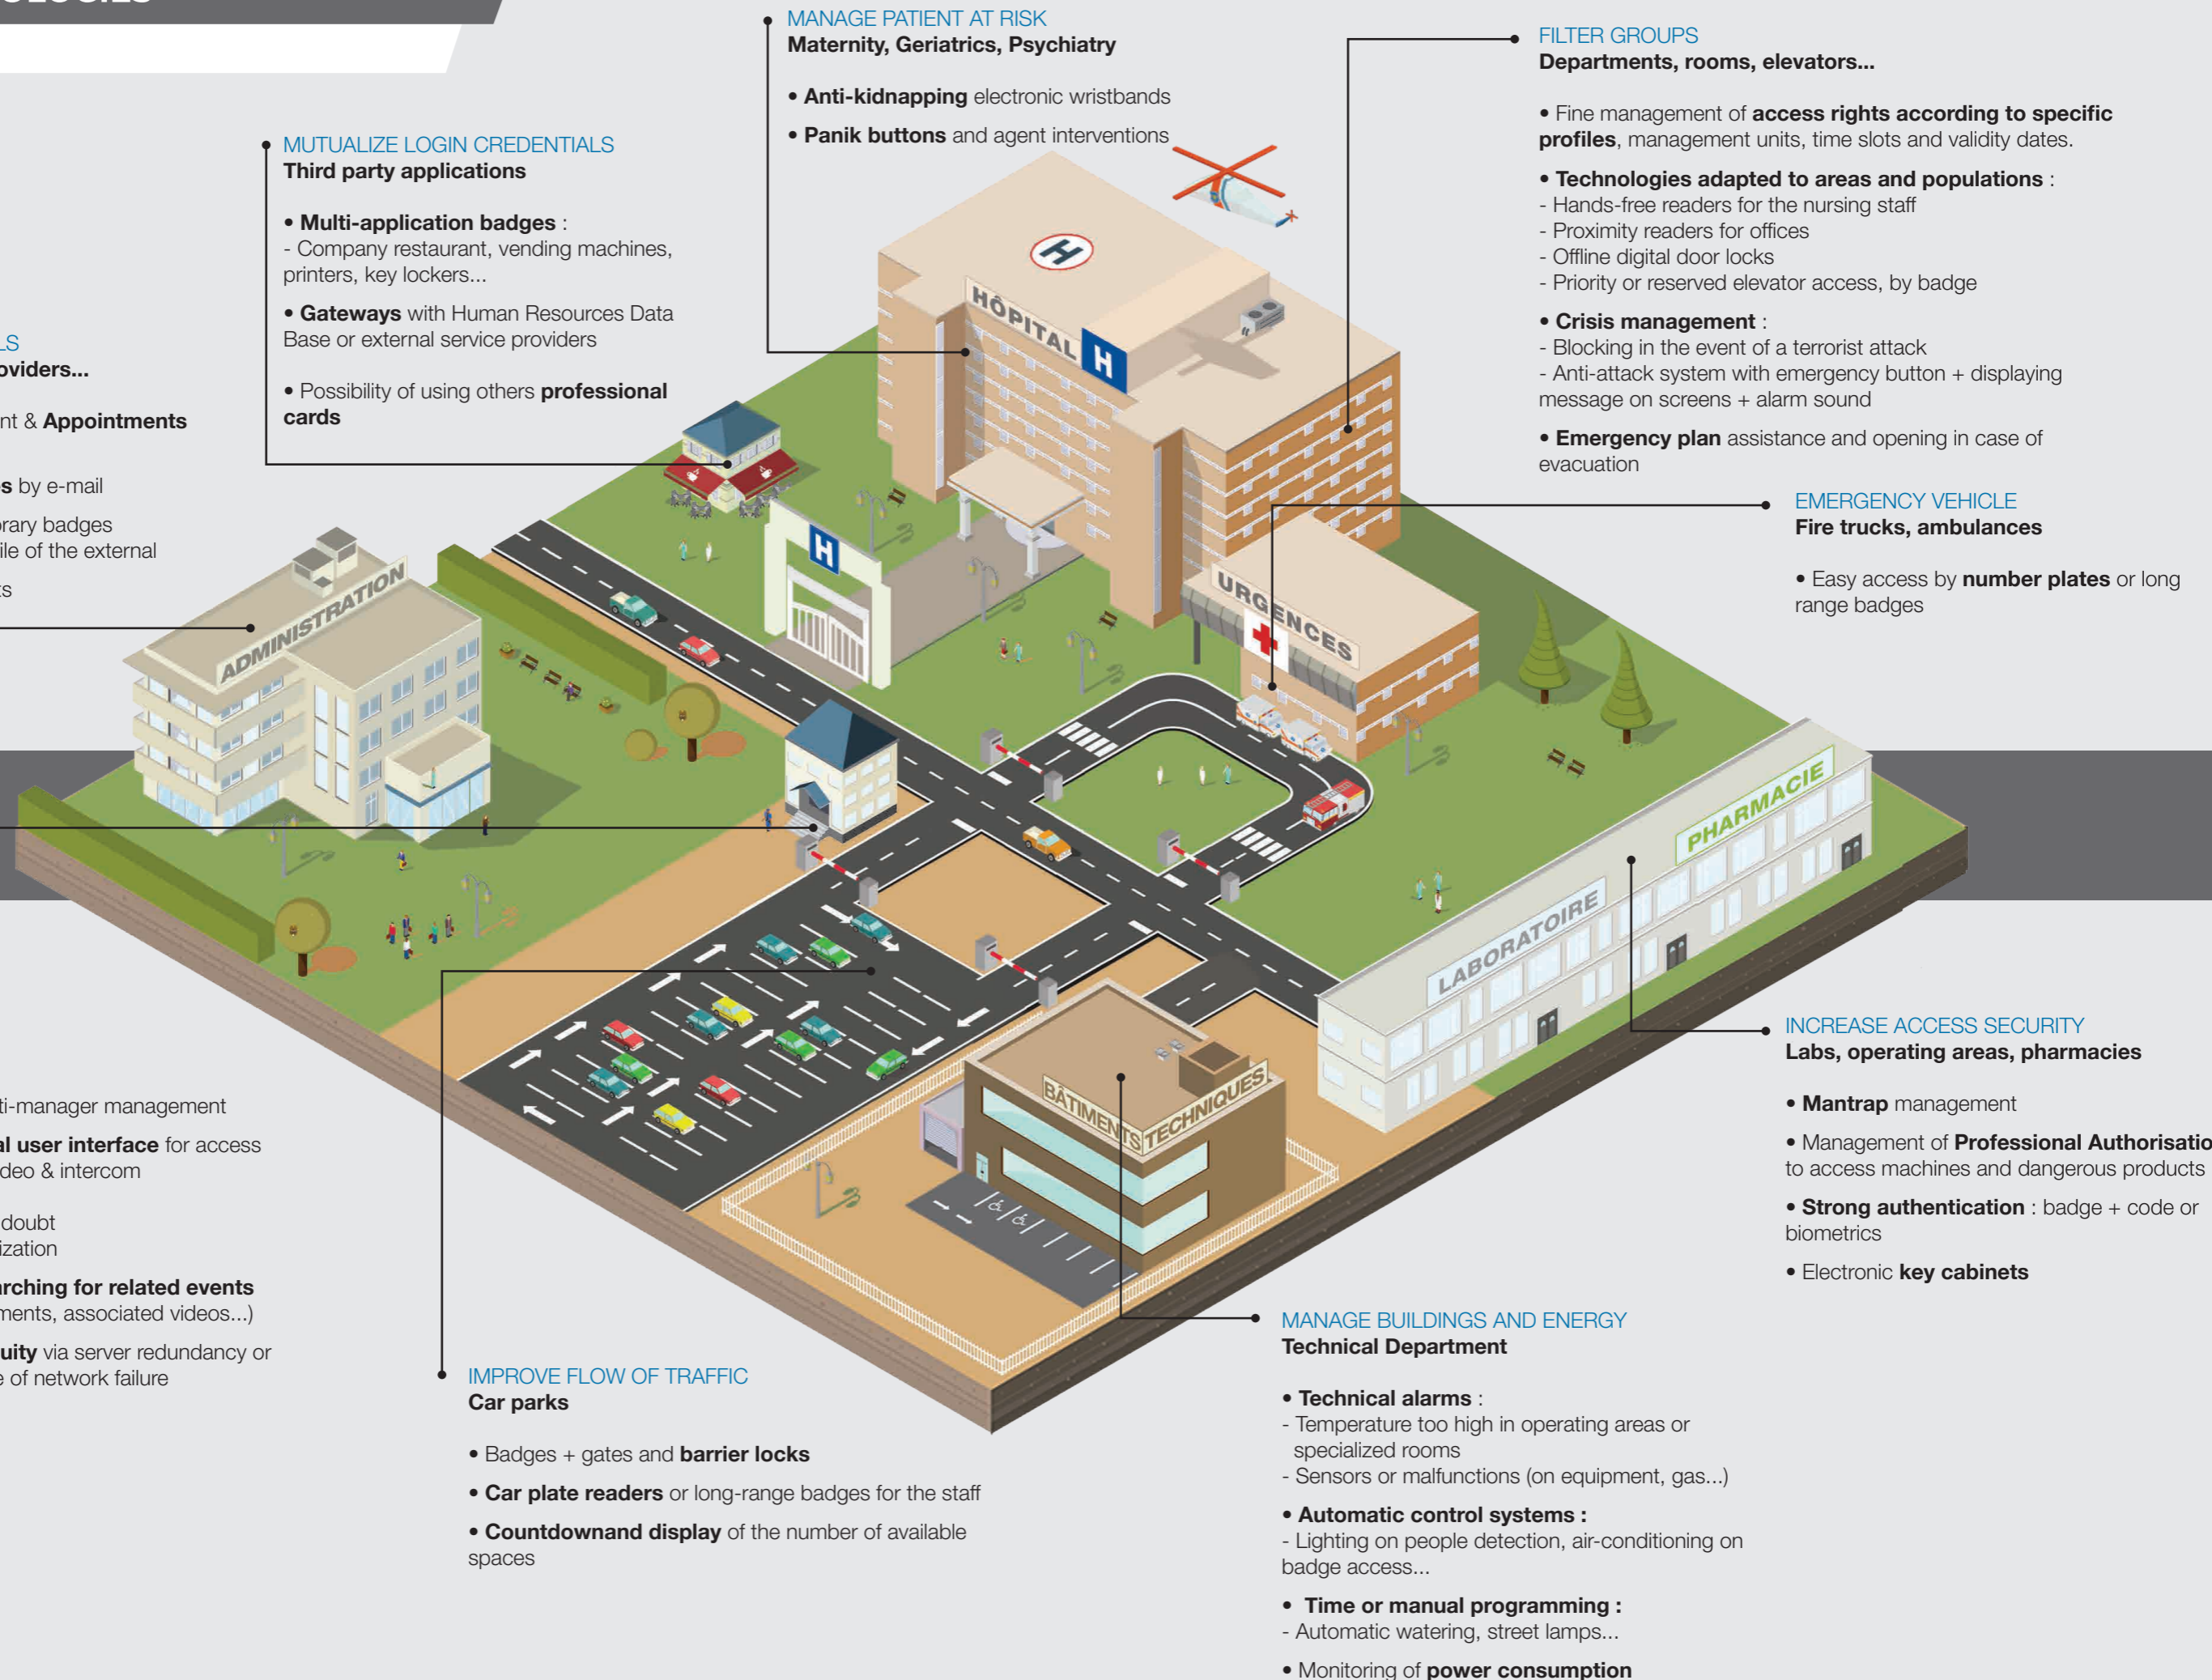 MANAGE PATIENT AT RISK
Maternity, Geriatrics, Psychiatry
• Anti-kidnapping electronic wristbands
• Panik buttons and agent interventions
FILTER GROUPS
Departments, rooms, elevators...
• Fine management of access rights according to specific
profiles, management units, time slots and validity dates.
• Technologies adapted to areas and populations :
- Hands-free readers for the nursing staff
- Proximity readers for offices
- Offline digital door locks
- Priority or reserved elevator access, by badge
• Crisis management :
- Blocking in the event of a terrorist attack
- Anti-attack system with emergency button + displaying
message on screens + alarm sound
• Emergency plan assistance and opening in case of
evacuation
MUTUALIZE LOGIN CREDENTIALS
Third party applications
• Multi-application badges :
- Company restaurant, vending machines,
printers, key lockers...
• Gateways with Human Resources Data
Base or external service providers
• Possibility of using others professional
cards
& Appointments
by e-mail
badges
of the external
EMERGENCY VEHICLE
Fire trucks, ambulances
• Easy access by number plates or long
range badges
H
HÔPITAL H
H
URGENCES
ADMINISTRATION
PHARMACIE
LABORATOIRE
BÂTIMENTS TECHNIQUES
INCREASE ACCESS SECURITY
Labs, operating areas, pharmacies
• Mantrap management
• Management of Professional
to access machines and dangerous products
• Strong authentication : badge + code or
biometrics
• Electronic key cabinets
management
user interface for access
& intercom
doubt
for related events
associated videos...)
via server redundancy or
of network failure
IMPROVE FLOW OF TRAFFIC
Car parks
• Badges + gates and barrier locks
• Car plate readers or long-range badges for the staff
• Countdownand display of the number of available
spaces
MANAGE BUILDINGS AND ENERGY
Technical Department
• Technical alarms :
- Temperature too high in operating areas or
specialized rooms
- Sensors or malfunctions (on equipment, gas...)
• Automatic control systems :
- Lighting on people detection, air-conditioning on
badge access...
• Time or manual programming :
- Automatic watering, street lamps...
• Monitoring of power consumption